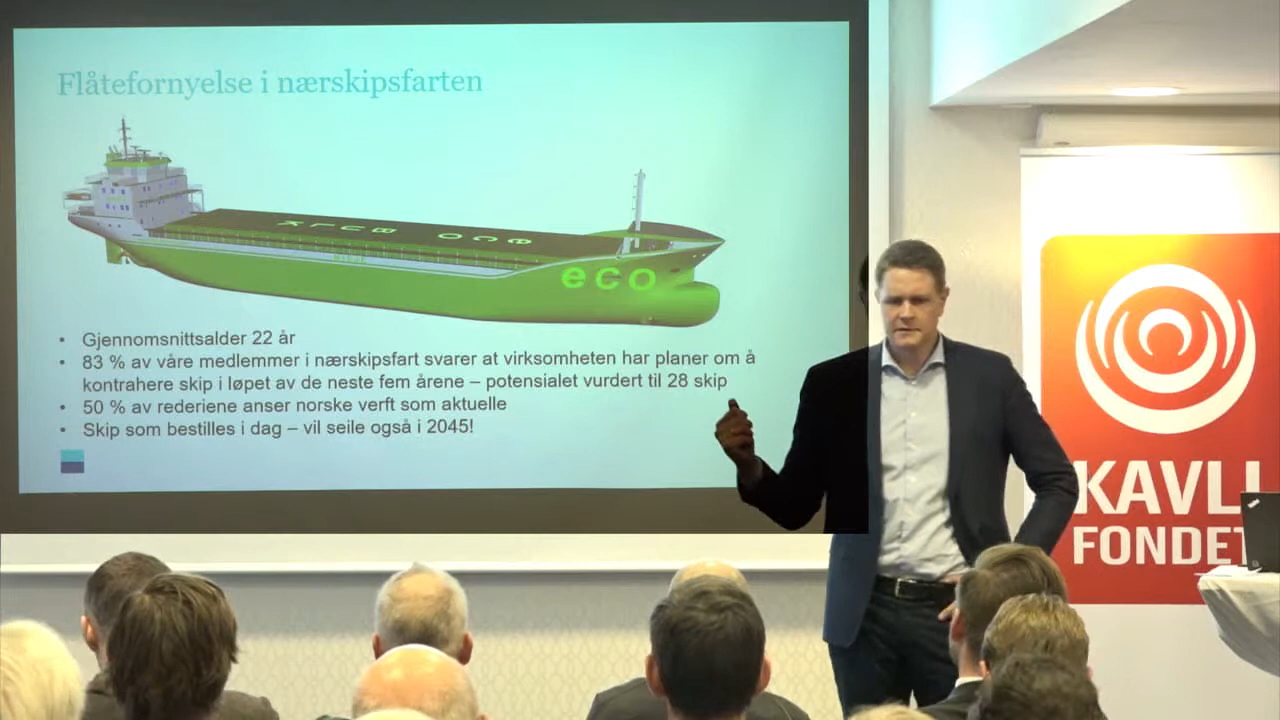 Flåtefornyelse i nærskipsfarten
eco
• Gjennomsnittsalder 22 år
• 83 % av våre medlemmer i nærskipsfart svarer at virksomheten har planer om å
kontrahere skip i løpet av de neste fem årene – potensialet vurdert til 28 skip
• 50 % av rederiene anser norske verft som aktuelle
• Skip som bestilles i dag – vil seile også i 2045!
KAVLI
FONDET